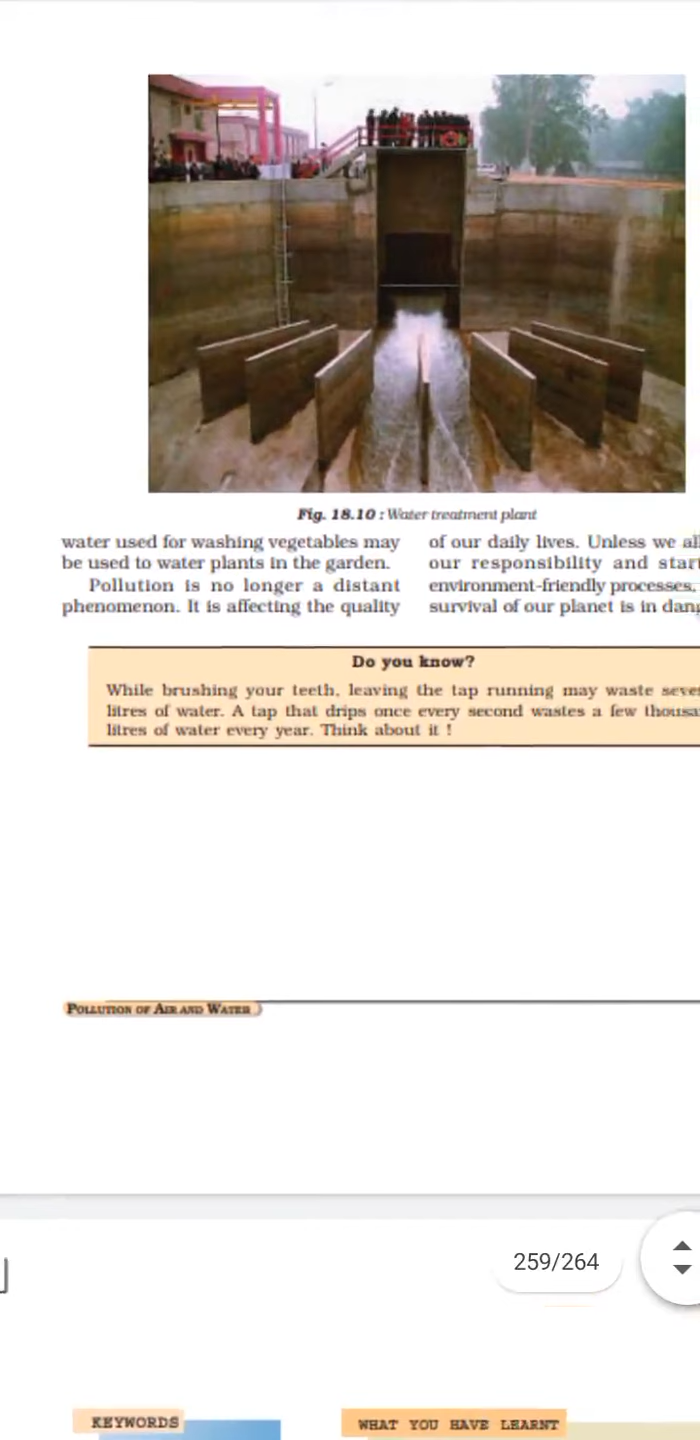 Fig. 18.10 : Water treatment plant
water used for washing vegetables may
be used to water plants in the garden.
Pollution is no longer a distant
phenomenon. It is affecting the quality
of our daily lives. Unless we all
our responsibility and start
environment-friendly processes,
survival of our planet is in
Do you know?
While brushing your teeth, leaving the tap running may waste
litres of water. A tap that drips once every second wastes a few
litres of water every year. Think about it !
POLLUTION OF AIR AND WATER
259/264
KEYWORDS
WHAT YOU HAVE LEARNT